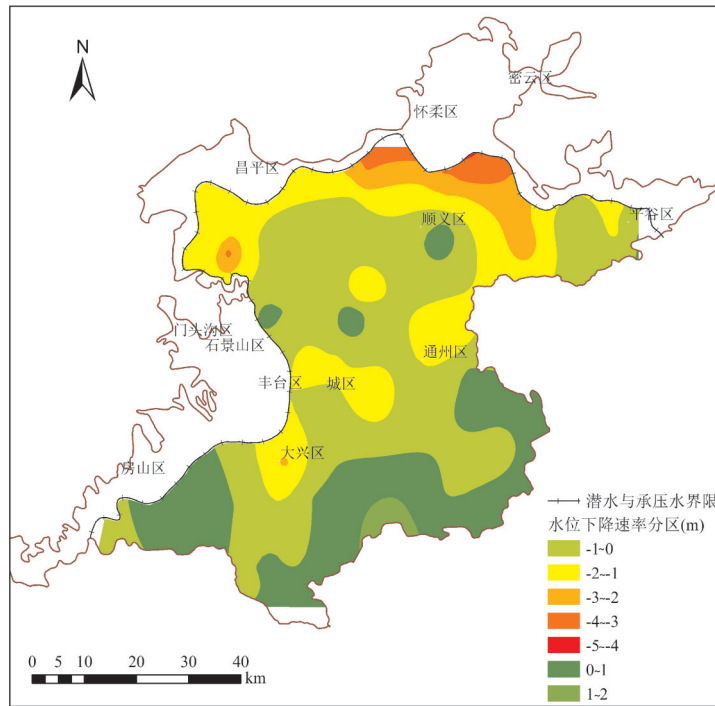 N
密云区
怀柔区
昌平区
平谷区
顺义区
门头沟区
石景山区
通州区
丰台区
城区
大兴区
房山区
潜水与承压水界限
水位下降速率分区(m)
-1~0
-2~-1
-3~-2
-4~-3
-5~-4
0~1
1~2
0 5 10 20 30 40
km